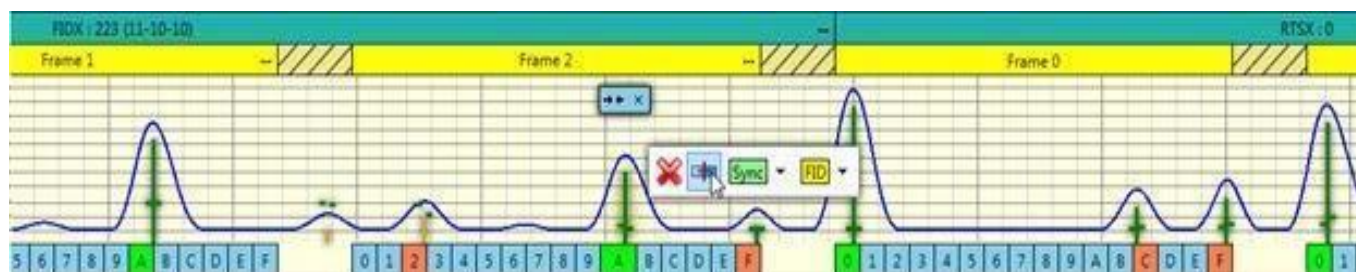 FIDX : 223 (11-10-10) -- RTSX : 0
Frame 1 -- Frame 2 -- Frame 0
Sync FID
5 6 7 8 9 A B C D E F 0 1 2 3 4 5 6 7 8 9 A B C D E F 0 1 2 3 4 5 6 7 8 9 A B C D E F 0 1